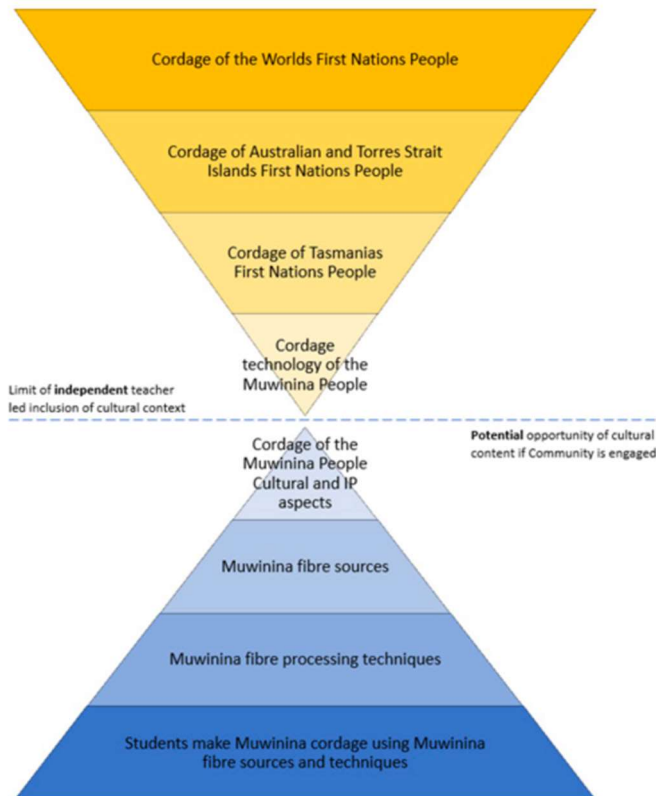 Cordage of the Worlds First Nations People
Cordage of Australian and Torres Strait
Islands First Nations People
Cordage of Tasmanias
First Nations People
Cordage
technology of the
Muwinina People
Limit of independent teacher
led inclusion of cultural context
Potential opportunity of cultural
content if Community is engaged
Cordage of the
Muwinina People
Cultural and IP
aspects
Muwinina fibre sources
Muwinina fibre processing techniques
Students make Muwinina cordage using Muwinina
fibre sources and techniques